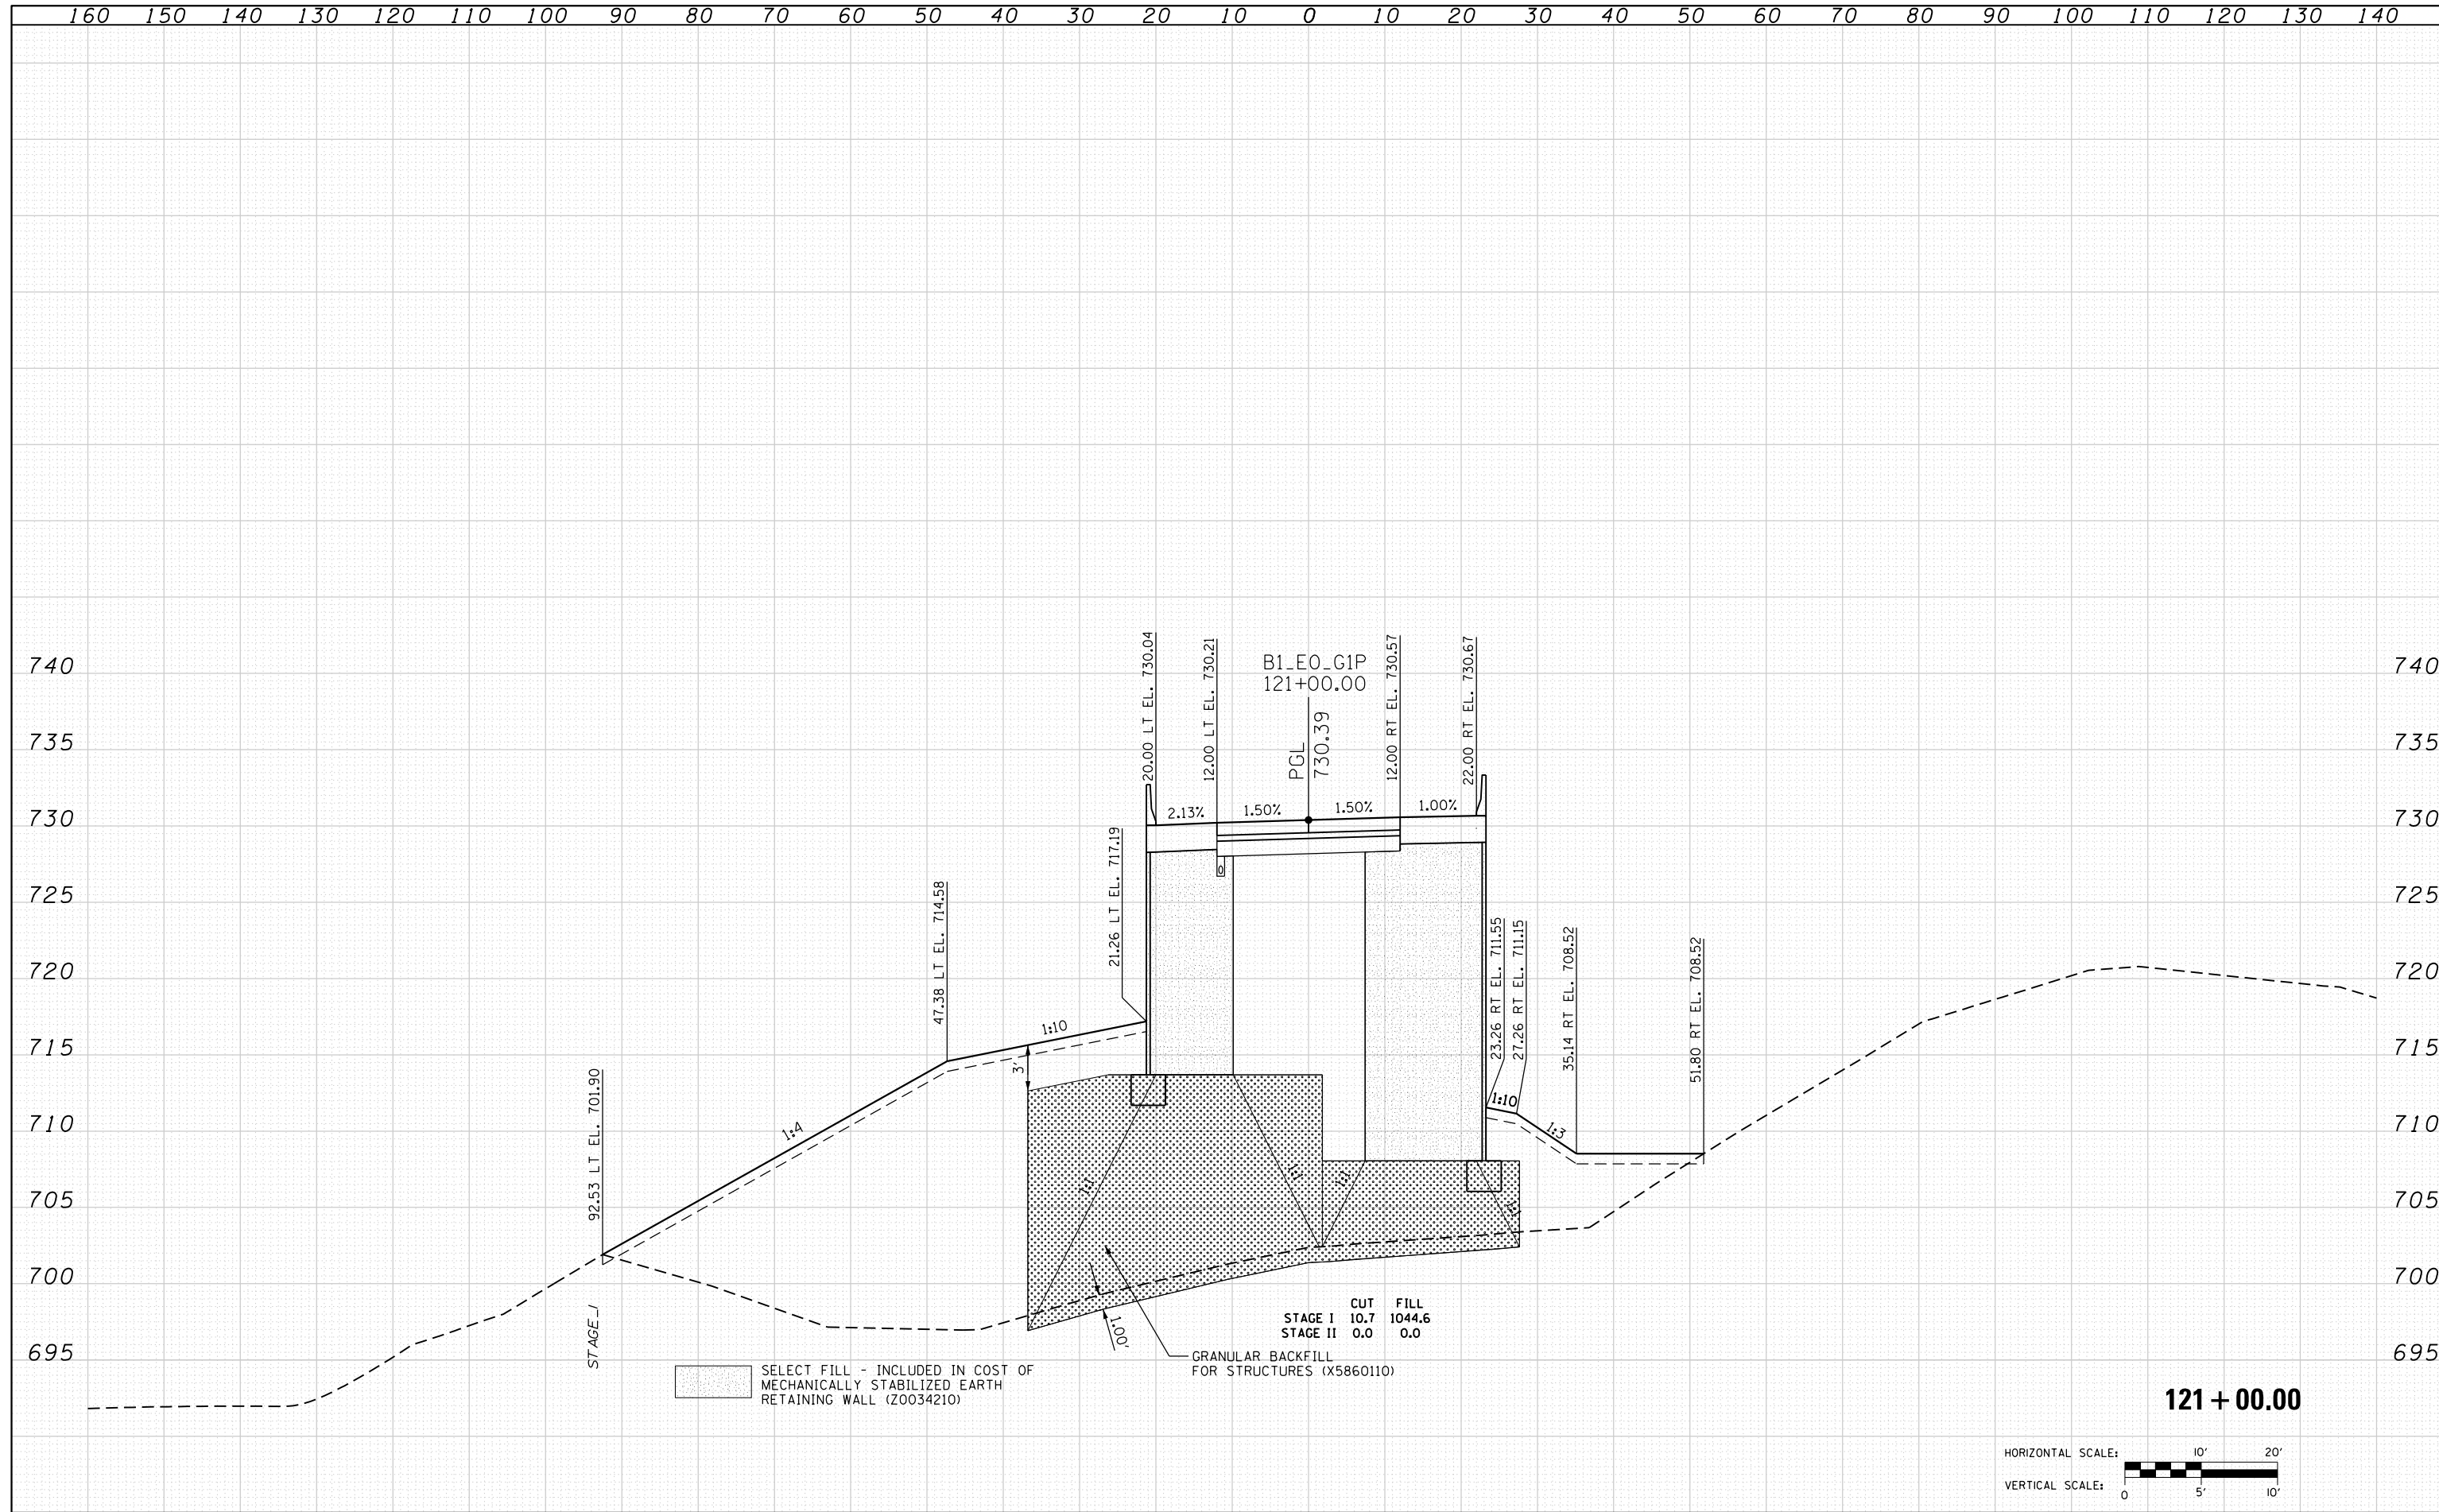 160 150 140 130 120 110 100 90 80 70 60 50 40 30 20 10 0 10 20 30 40 50 60 70 80 90 100 110 120 130 140
740 740
735 735
730 730
725 725
720 720
715 715
710 710
705 705
700 700
695 695
B1_EO_G1P
121+00.00
PGL
730.39
20.00 LT EL. 730.04
12.00 LT EL. 730.21
12.00 RT EL. 730.57
22.00 RT EL. 730.67
2.13% 1.50% 1.50% 1.00%
21.26 LT EL. 717.19
47.38 LT EL. 714.58
92.53 LT EL. 701.90
23.26 RT EL. 711.55
27.26 RT EL. 711.15
35.14 RT EL. 708.52
51.80 RT EL. 708.52
1:10
3'
1:4
1:10
1:3
1:1
1:1
1:1
1:1
1.00'
STAGE_I
CUT FILL
STAGE I 10.7 1044.6
STAGE II 0.0 0.0
GRANULAR BACKFILL
FOR STRUCTURES (X5860110)
SELECT FILL - INCLUDED IN COST OF
MECHANICALLY STABILIZED EARTH
RETAINING WALL (Z0034210)
121+00.00
HORIZONTAL SCALE: 10' 20'
VERTICAL SCALE: 0 5' 10'